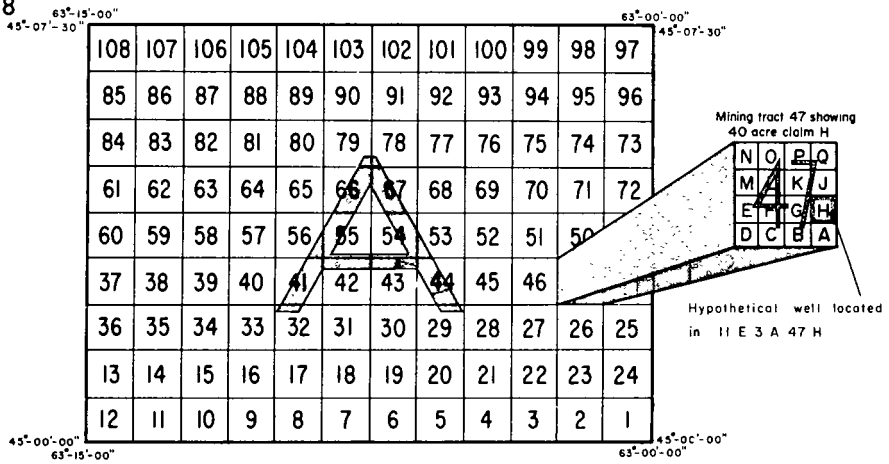 8
63°-15'-00" 63°-00'-00"
45°-07'-30" 45°-07'-30"
108 107 106 105 104 103 102 101 100 99 98 97
85 86 87 88 89 90 91 92 93 94 95 96
84 83 82 81 80 79 78 77 76 75 74 73
61 62 63 64 65 66 67 68 69 70 71 72
60 59 58 57 56 55 54 53 52 51 50
37 38 39 40 41 42 43 44 45 46
36 35 34 33 32 31 30 29 28 27 26 25
13 14 15 16 17 18 19 20 21 22 23 24
12 11 10 9 8 7 6 5 4 3 2 1
A
45°-00'-00" 45°-00'-00"
63°-15'-00" 63°-00'-00"
Mining tract 47 showing
40 acre claim H
N O P Q
M K J
E F G H
D C B A
47
Hypothetical well located
in 11 E 3 A 47 H